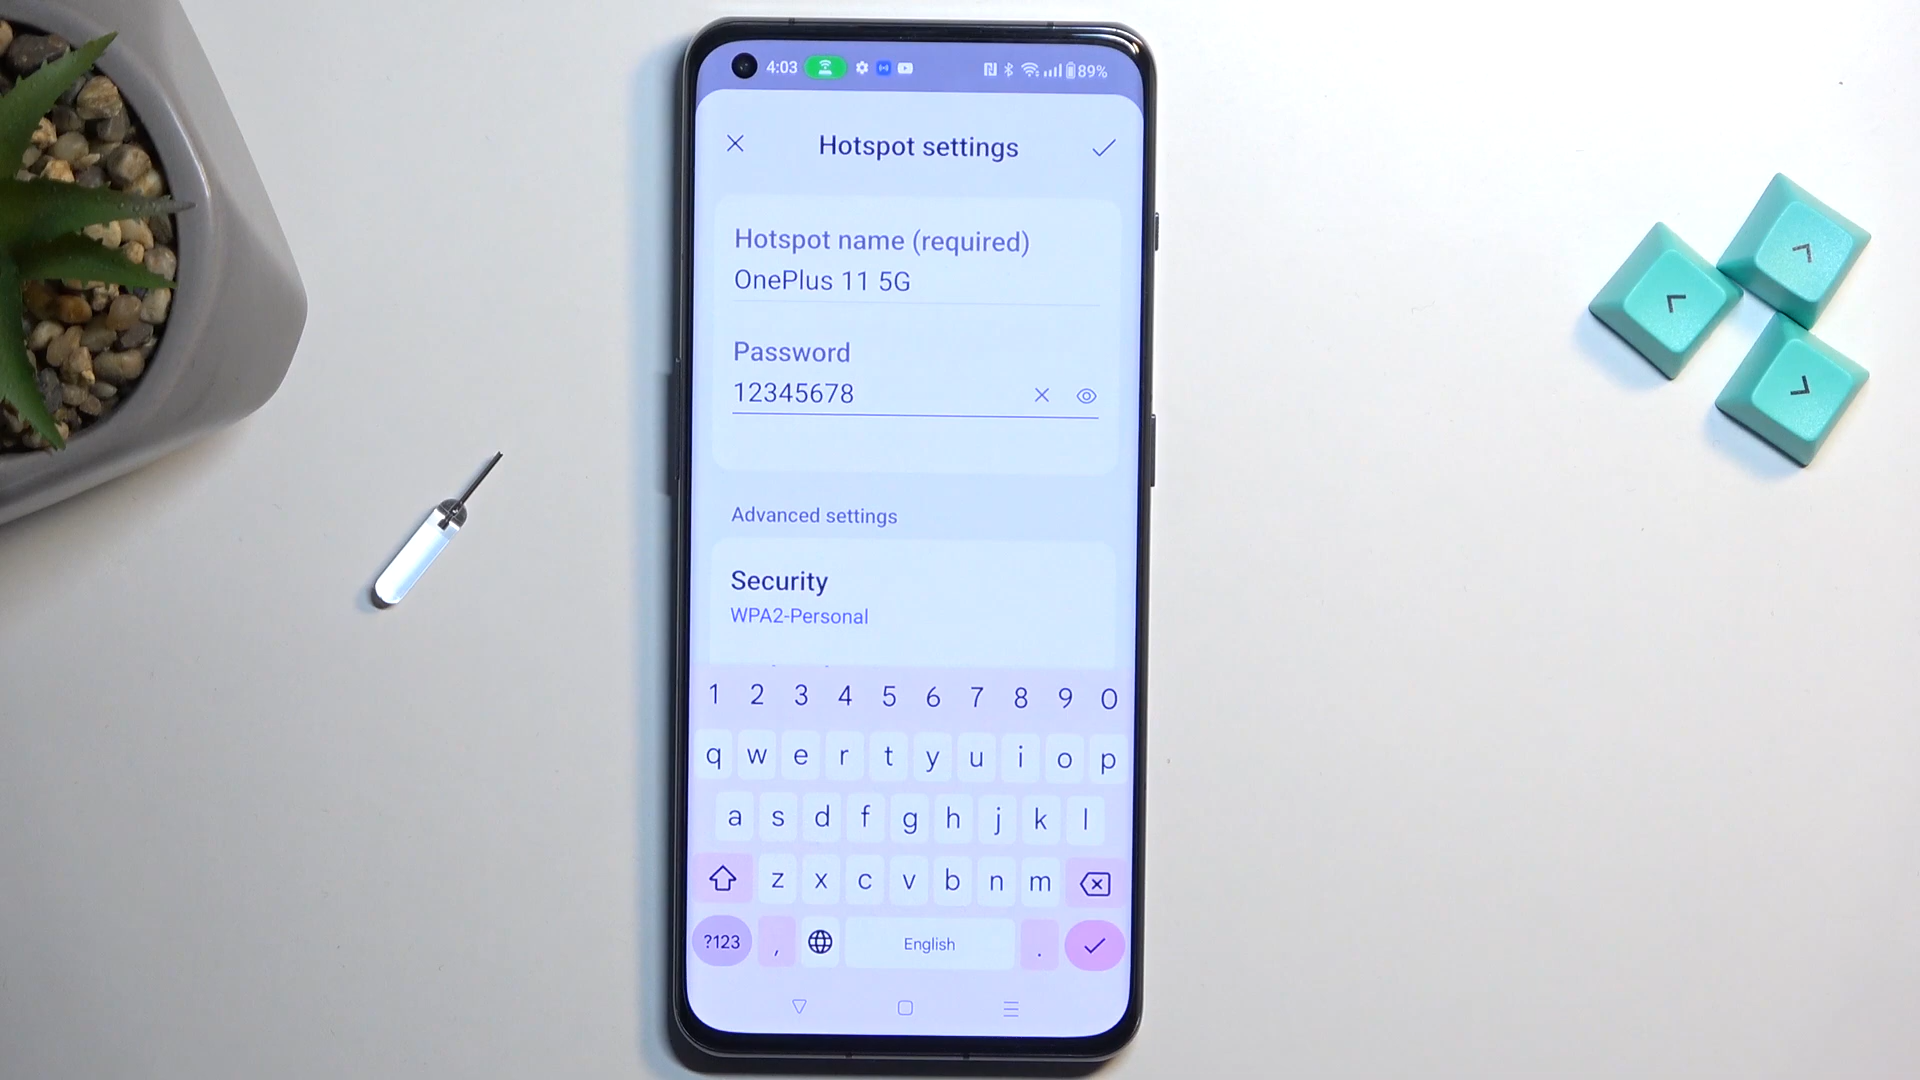 4:03 89%
Hotspot settings
Hotspot name (required)
OnePlus 11 5G
Password
12345678
Advanced settings
Security
WPA2-Personal
1 2 3 4 5 6 7 8 9 0
q w e r t y u i o p
a s d f g h j k l
z x c v b n m
?123 , English .